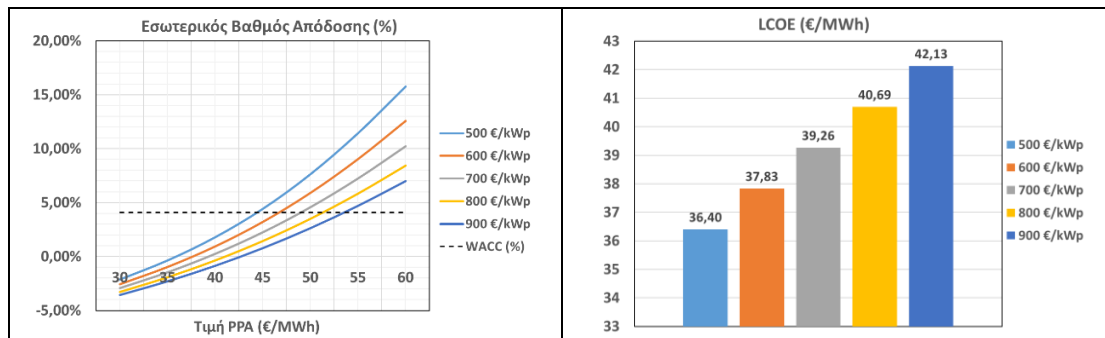 Εσωτερικός Βαθμός Απόδοσης (%)
20,00%
15,00%
10,00%
5,00%
0,00%
-5,00%
30 35 40 45 50 55 60
Τιμή PPA (€/MWh)
500 €/kWp
600 €/kWp
700 €/kWp
800 €/kWp
900 €/kWp
WACC (%)
LCOE (€/MWh)
43
42
41
40
39
38
37
36
35
34
33
36,40
37,83
39,26
40,69
42,13
500 €/kWp
600 €/kWp
700 €/kWp
800 €/kWp
900 €/kWp